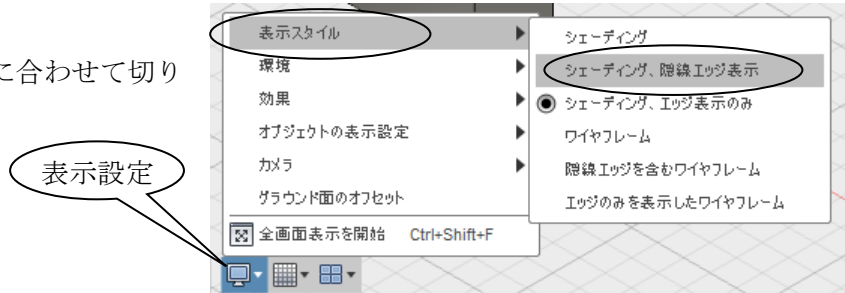 に合わせて切り
表示設定
表示スタイル
環境
効果
オブジェクトの表示設定
カメラ
グラウンド面のオフセット
全画面表示を開始 Ctrl+Shift+F
シェーディング
シェーディング、隠線エッジ表示
シェーディング、エッジ表示のみ
ワイヤフレーム
隠線エッジを含むワイヤフレーム
エッジのみを表示したワイヤフレーム